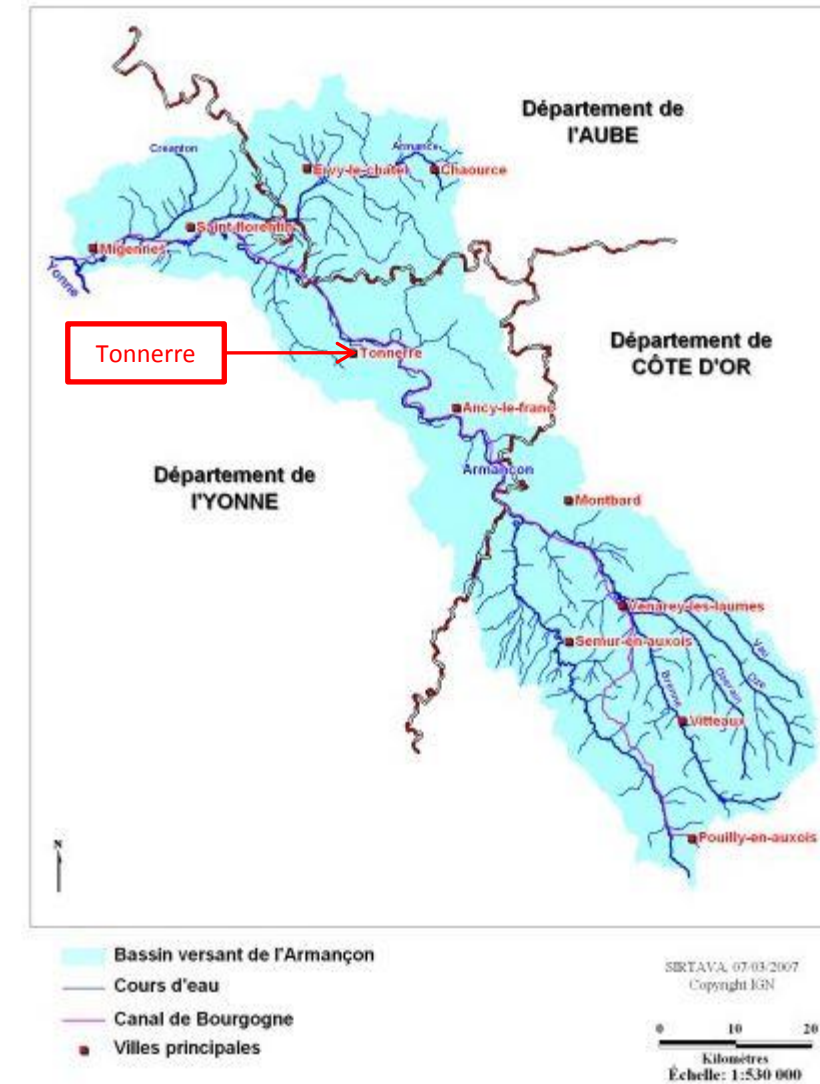 Département de
l'AUBE
Créanton
Armance
Ervy-le-châtel
Chaource
Saint-florentin
Migennes
Yonne
Tonnerre
Tonnerre
Département de
CÔTE D'OR
Ancy-le-franc
Armançon
Département de
l'YONNE
Montbard
Venarey-les-laumes
Semur-en-auxois
Brenne
Ozerain
Oze
Vitteaux
Pouilly-en-auxois
N
Bassin versant de l'Armançon
Cours d'eau
Canal de Bourgogne
Villes principales
SIRTAVA, 07/03/2007
Copyright IGN
0 10 20
Kilomètres
Échelle: 1:530 000